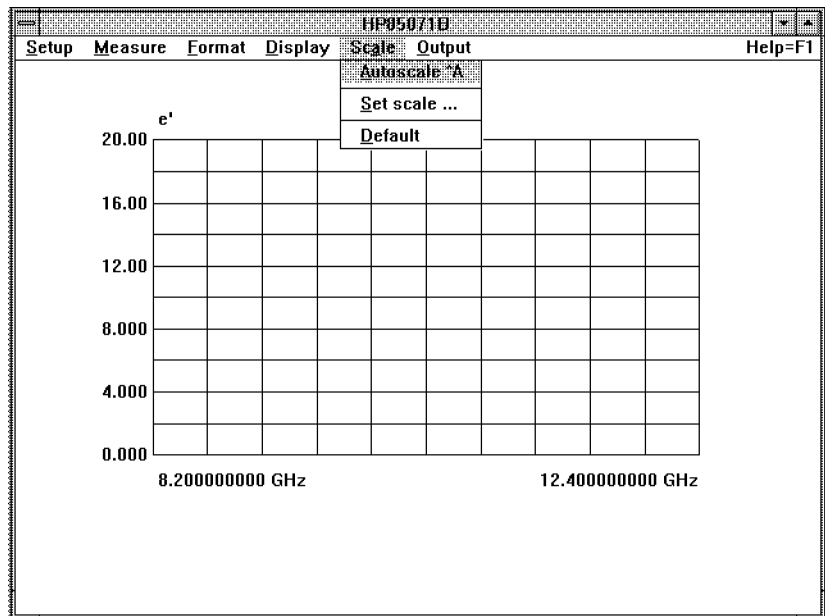 HP85071B
Setup Measure Format Display Scale Output Help=F1
Autoscale ^A
Set scale ...
Default
e'
20.00
16.00
12.00
8.000
4.000
0.000
8.200000000 GHz 12.400000000 GHz